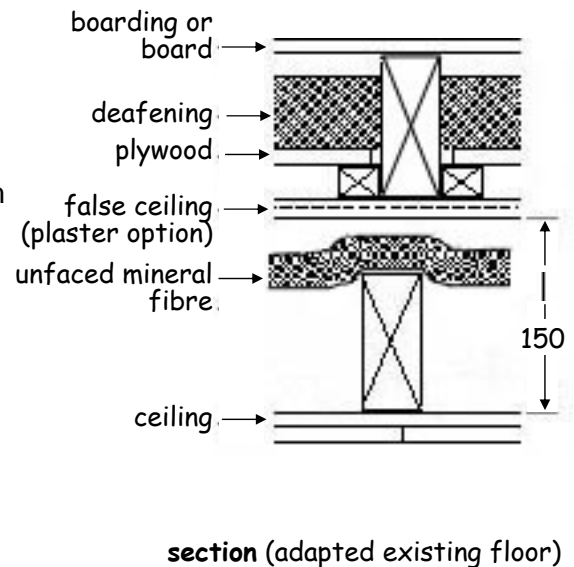 boarding or
board
deafening
plywood
n
false ceiling
(plaster option)
unfaced mineral
fibre
150
ceiling
section (adapted existing floor)